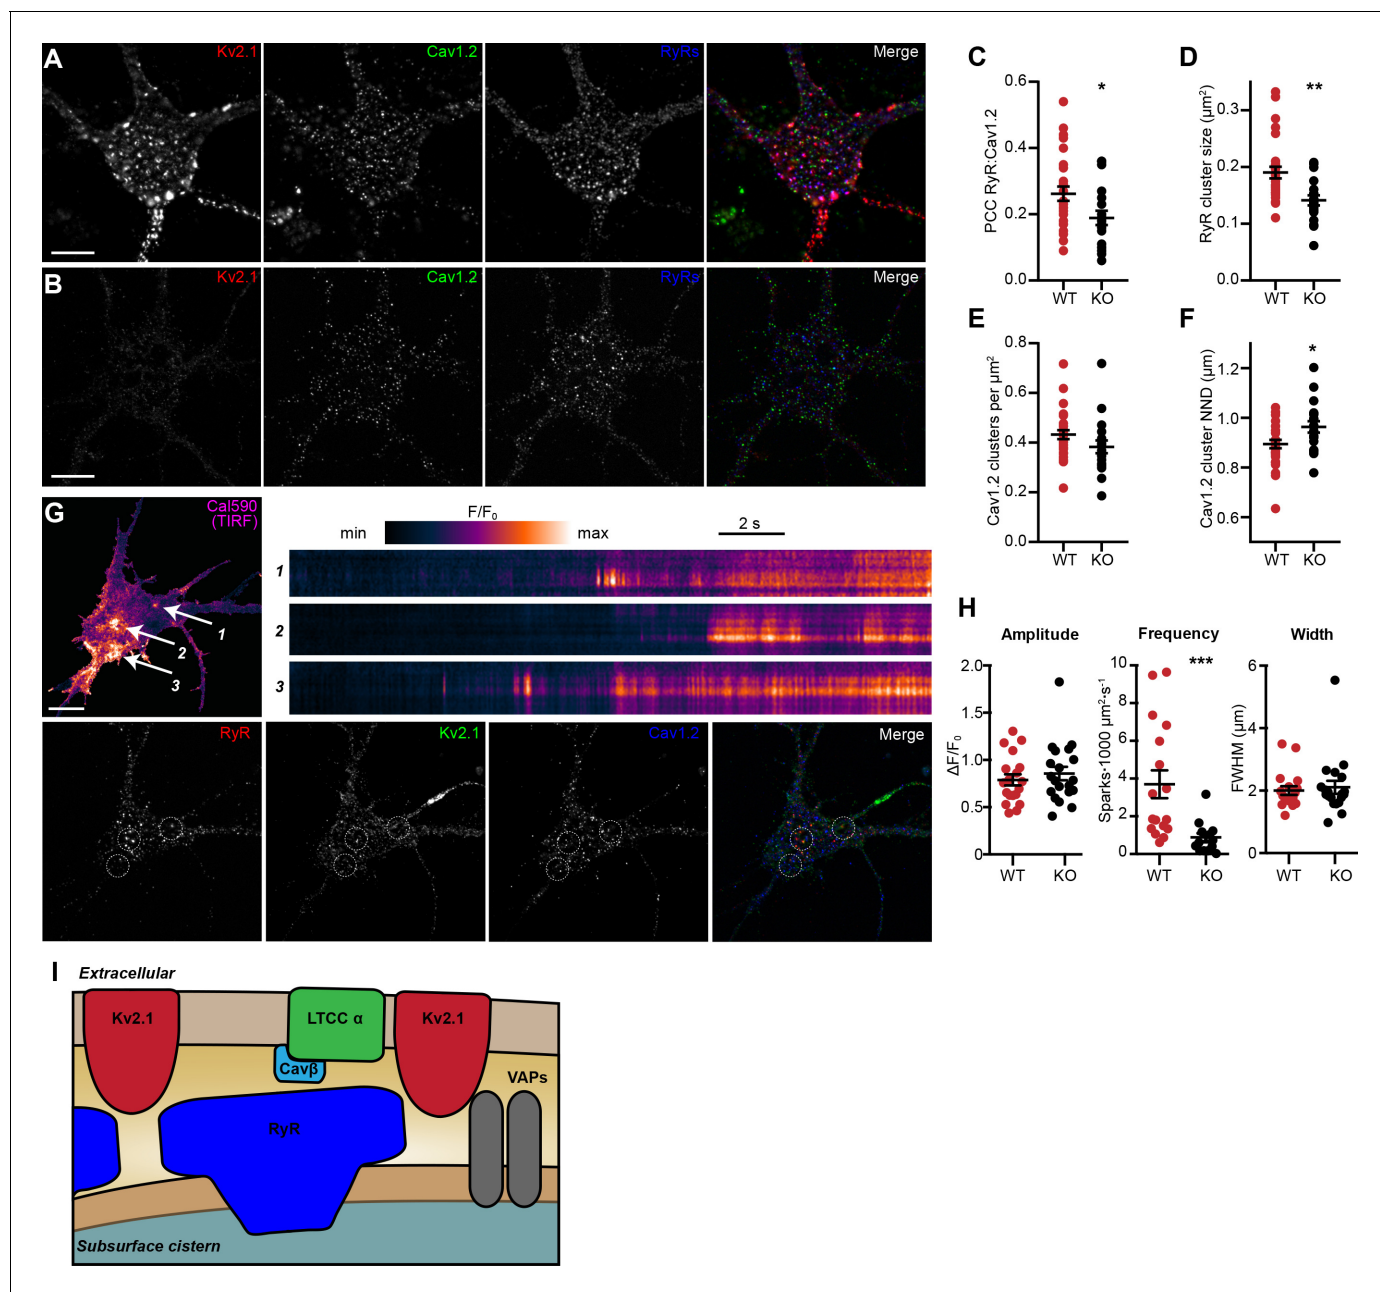 A
Kv2.1
Cav1.2
RyRs
Merge
B
Kv2.1
Cav1.2
RyRs
Merge
C
PCC RyR:Cav1.2
0.6
0.4
0.2
0.0
*
WT
KO
D
RyR cluster size (µm²)
0.3
0.2
0.1
0.0
**
WT
KO
E
Cav1.2 clusters per µm²
0.8
0.6
0.4
0.2
0.0
WT
KO
F
Cav1.2 cluster NND (µm)
1.2
1.0
0.8
0.6
*
WT
KO
G
Cal590
(TIRF)
1
2
3
min
F/F₀
max
2 s
1
2
3
RyR
Kv2.1
Cav1.2
Merge
H
Amplitude
ΔF/F₀
2.0
1.5
1.0
0.5
0
WT
KO
Frequency
Sparks·1000 µm²·s⁻¹
10
8
6
4
2
0
***
WT
KO
Width
FWHM (µm)
6
4
2
0
WT
KO
I
Extracellular
Kv2.1
LTCC α
Kv2.1
Cavβ
VAPs
RyR
Subsurface cistern